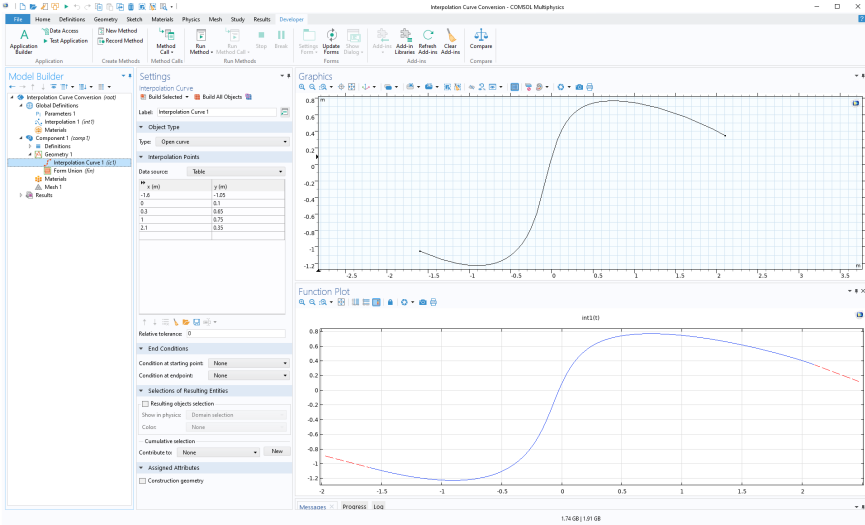 Interpolation Curve Conversion - COMSOL Multiphysics
File Home Definitions Geometry Sketch Materials Physics Mesh Study Results Developer
Application Builder
Data Access
Test Application
Application
New Method
Record Method
Create Methods
Method Call
Method Calls
Run Method
Run Method Call
Stop
Break
Run Methods
Settings Form
Update Forms
Show Dialog
Forms
Add-ins
Add-in Libraries
Refresh Add-ins
Clear Add-ins
Add-ins
Compare
Compare
Model Builder
Interpolation Curve Conversion (root)
Global Definitions
Parameters 1
Interpolation 1 (int1)
Materials
Component 1 (comp1)
Definitions
Geometry 1
Interpolation Curve 1 (ic1)
Form Union (fin)
Materials
Mesh 1
Results
Settings
Interpolation Curve
Build Selected Build All Objects
Label: Interpolation Curve 1
Object Type
Type: Open curve
Interpolation Points
Data source: Table
x (m) y (m)
-1.6 -1.05
0 0.1
0.3 0.65
1 0.75
2.1 0.35
Relative tolerance: 0
End Conditions
Condition at starting point: None
Condition at endpoint: None
Selections of Resulting Entities
Resulting objects selection
Show in physics: Domain selection
Color: None
Cumulative selection
Contribute to: None New
Assigned Attributes
Construction geometry
Graphics
m
0.8
0.6
0.4
0.2
0
-0.2
-0.4
-0.6
-0.8
-1
-1.2
m
-2.5 -2 -1.5 -1 -0.5 0 0.5 1 1.5 2 2.5 3 3.5
Function Plot
int1(t)
0.8
0.6
0.4
0.2
0
-0.2
-0.4
-0.6
-0.8
-1
-1.2
-2 -1.5 -1 -0.5 0 0.5 1 1.5 2
Messages Progress Log
1.74 GB | 1.91 GB